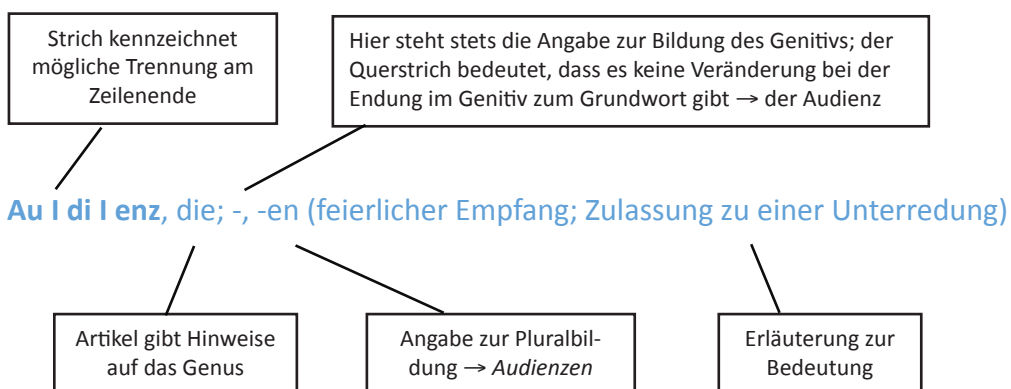 Strich kennzeichnet
mögliche Trennung am
Zeilenende
Hier steht stets die Angabe zur Bildung des Genitivs; der
Querstrich bedeutet, dass es keine Veränderung bei der
Endung im Genitiv zum Grundwort gibt → der Audienz
Au I di I enz, die; -, -en (feierlicher Empfang; Zulassung zu einer Unterredung)
Artikel gibt Hinweise
auf das Genus
Angabe zur Pluralbil-
dung → Audienzen
Erläuterung zur
Bedeutung